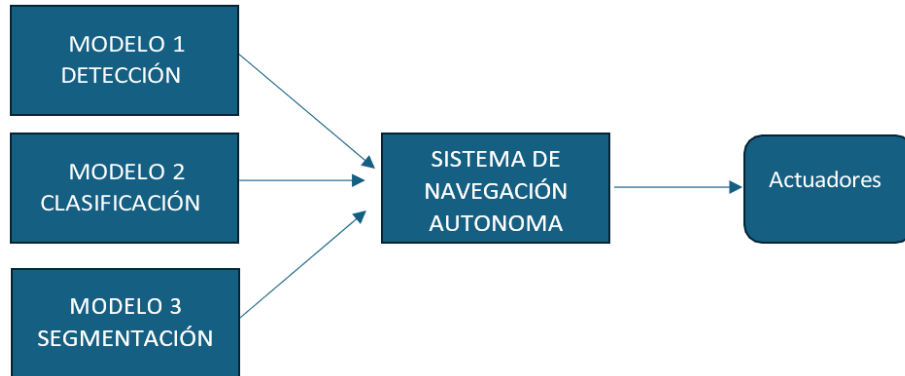 MODELO 1
DETECCIÓN
MODELO 2
CLASIFICACIÓN
MODELO 3
SEGMENTACIÓN
SISTEMA DE
NAVEGACIÓN
AUTONOMA
Actuadores